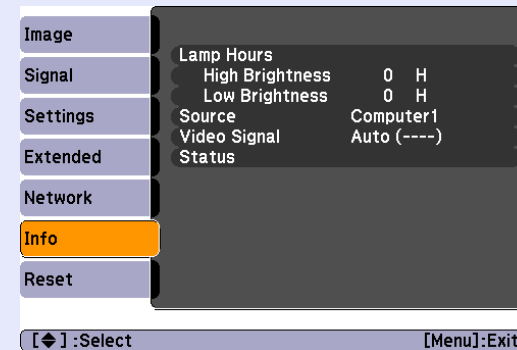 Image
Signal
Settings
Extended
Network
Info
Reset
Lamp Hours
High Brightness 0 H
Low Brightness 0 H
Source Computer1
Video Signal Auto (----)
Status
[◆] :Select [Menu]:Exit